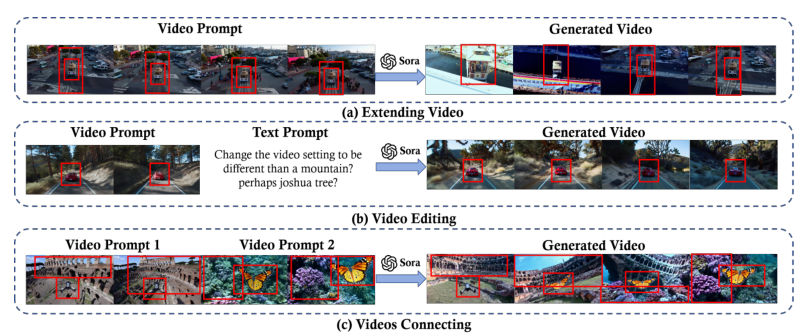 Video Prompt
Generated Video
Sora
(a) Extending Video
Video Prompt
Text Prompt
Generated Video
Change the video setting to be
different than a mountain?
perhaps joshua tree?
Sora
(b) Video Editing
Video Prompt 1
Video Prompt 2
Generated Video
Sora
(c) Videos Connecting